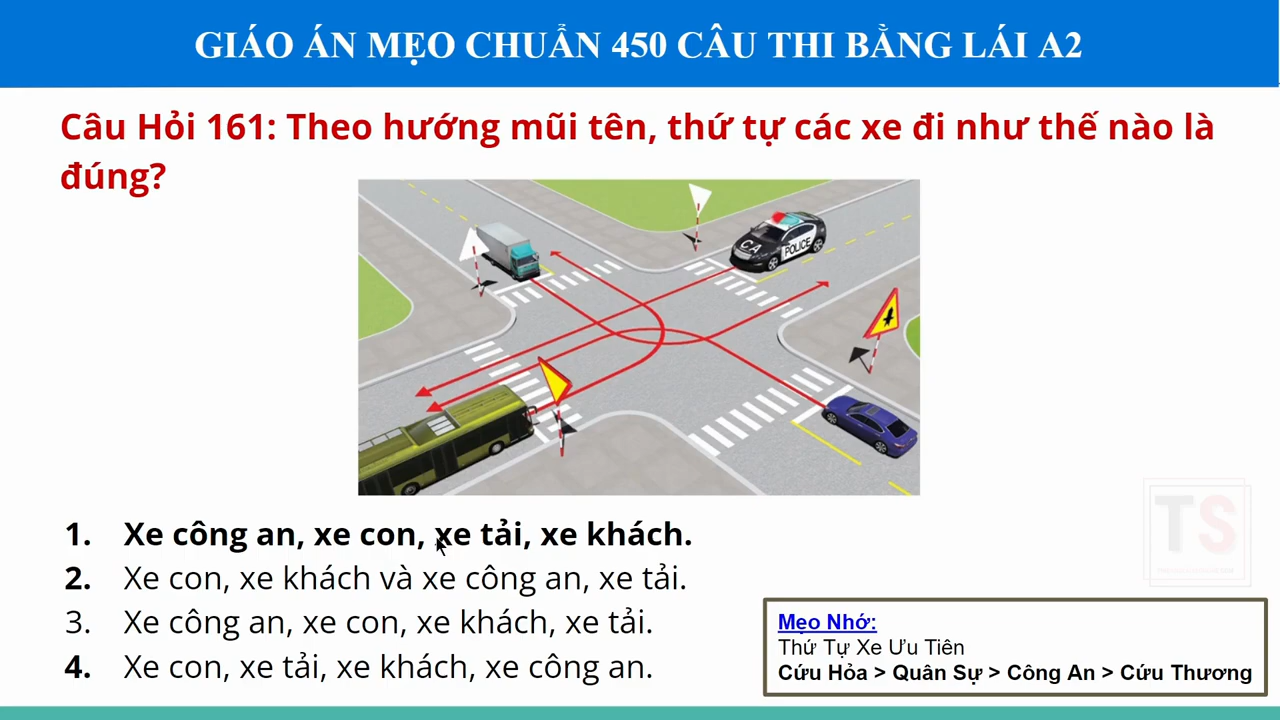 GIÁO ÁN MẸO CHUẨN 450 CÂU THI BẰNG LÁI A2
Câu Hỏi 161: Theo hướng mũi tên, thứ tự các xe đi như thế nào là
đúng?
CA
POLICE
1. Xe công an, xe con, xe tải, xe khách.
2. Xe con, xe khách và xe công an, xe tải.
3. Xe công an, xe con, xe khách, xe tải.
4. Xe con, xe tải, xe khách, xe công an.
TS
Mẹo Nhớ:
Thứ Tự Xe Ưu Tiên
Cứu Hỏa > Quân Sự > Công An > Cứu Thương